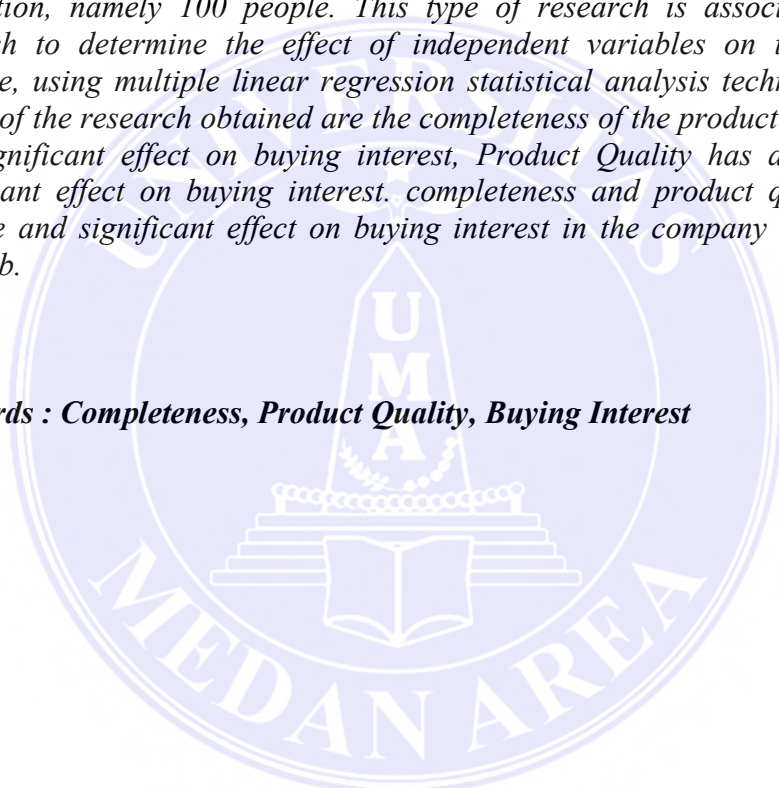 tion, namely 100 people. This type of research is assoc
h to determine the effect of independent variables on t
e, using multiple linear regression statistical analysis techn
of the research obtained are the completeness of the product
gnificant effect on buying interest, Product Quality has a
ant effect on buying interest. completeness and product q
e and significant effect on buying interest in the company
b.
rds : Completeness, Product Quality, Buying Interest
UNIVERSITAS
U
M
A
MEDAN AREA